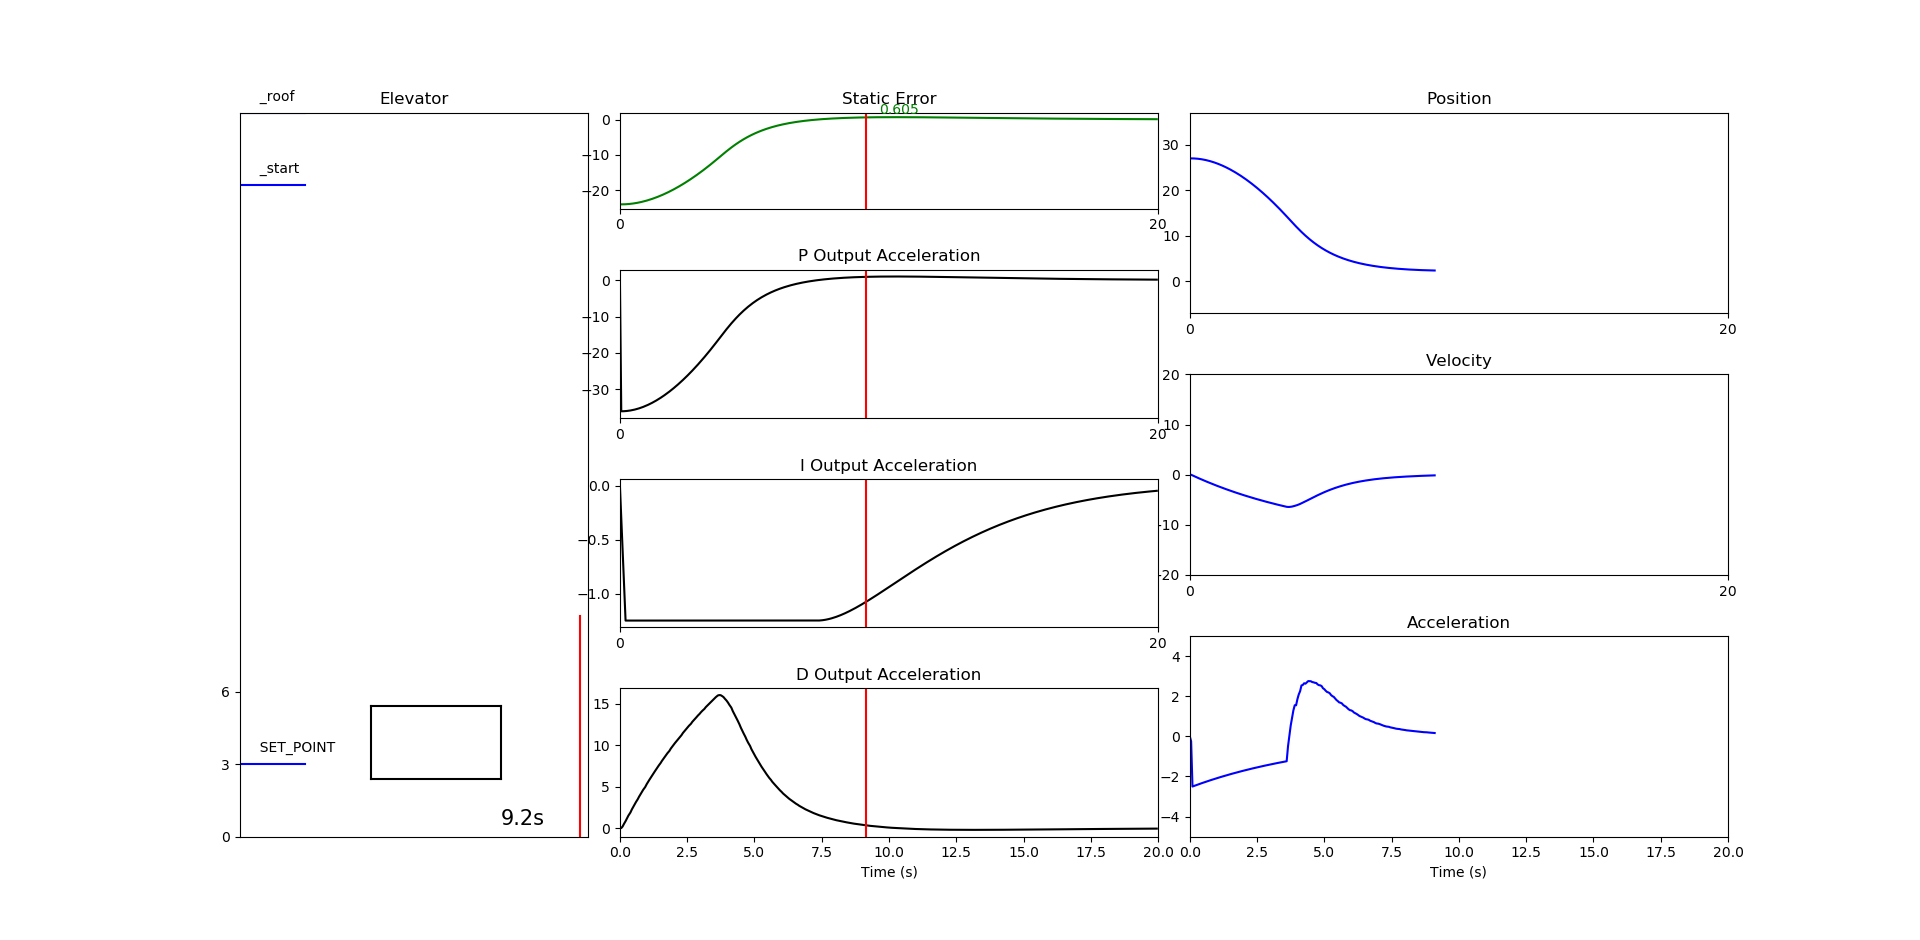 _roof
Elevator
_start
6
SET_POINT
3
9.2s
0
Static Error
0.605
0
−10
−20
0
20
P Output Acceleration
0
−10
−20
−30
0
20
I Output Acceleration
0.0
−0.5
−1.0
0
20
D Output Acceleration
15
10
5
0
0.0 2.5 5.0 7.5 10.0 12.5 15.0 17.5 20.0
Time (s)
Position
30
20
10
0
0
20
Velocity
20
10
0
-10
-20
0
20
Acceleration
4
2
0
−2
−4
0.0 2.5 5.0 7.5 10.0 12.5 15.0 17.5 20.0
Time (s)